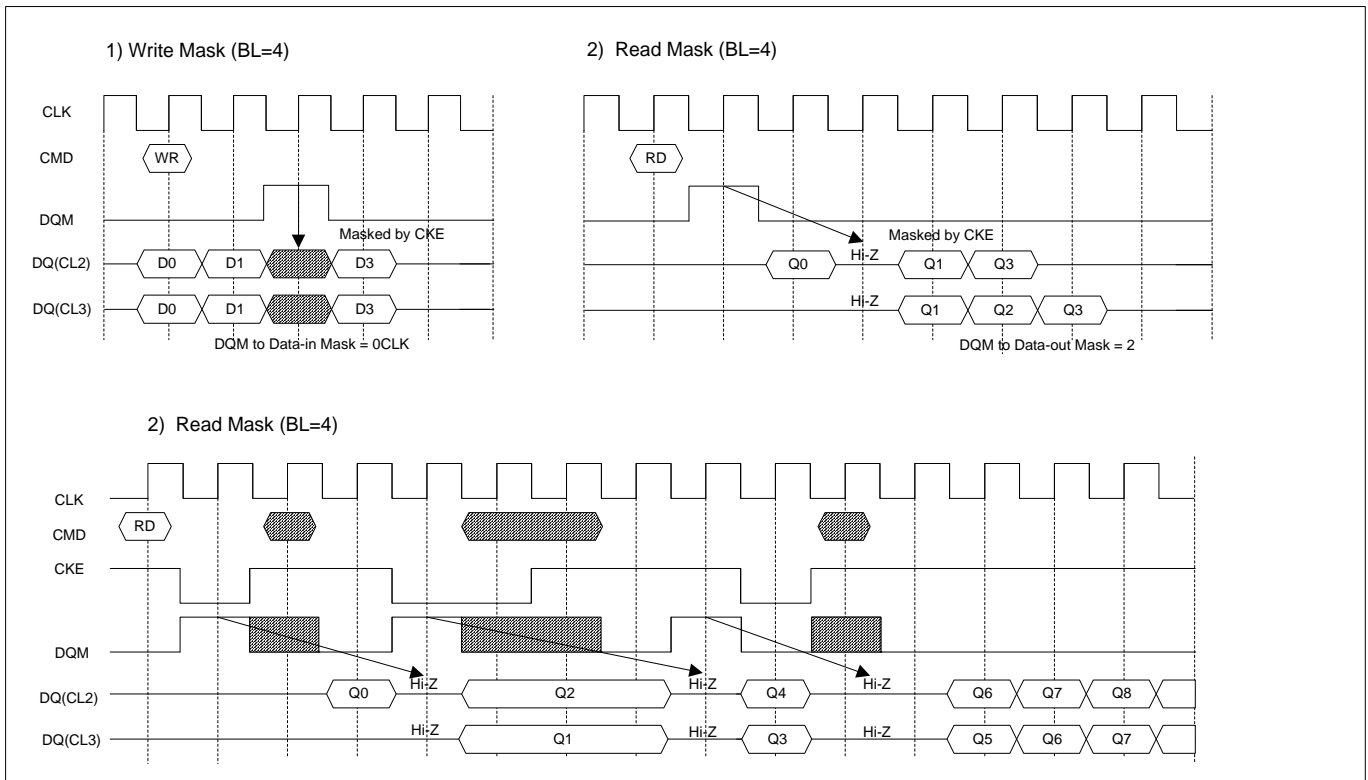 1) Write Mask (BL=4)
CLK
CMD
WR
DQM
Masked by CKE
DQ(CL2)
D0 D1 D3
DQ(CL3)
D0 D1 D3
DQM to Data-in Mask = 0CLK
2) Read Mask (BL=4)
RD
Masked by CKE
Hi-Z
Q0 Q1 Q3
Hi-Z
Q1 Q2 Q3
DQM to Data-out Mask = 2
2) Read Mask (BL=4)
CLK
RD
CMD
CKE
DQM
DQ(CL2)
Q0 Hi-Z Q2 Hi-Z Q4 Hi-Z Q6 Q7 Q8
DQ(CL3)
Hi-Z Q1 Hi-Z Q3 Hi-Z Q5 Q6 Q7